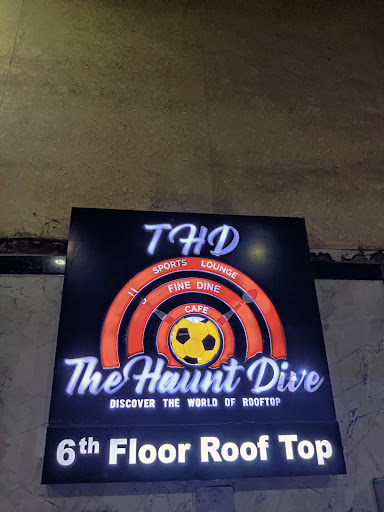 THD
SPORTS LOUNGE
FINE DINE
CAFE
The Haunt Dive
DISCOVER THE WORLD OF ROOFTOP
6th Floor Roof Top